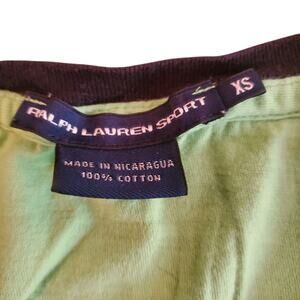 RALPH LAUREN SPORT
XS
MADE IN NICARAGUA
100% COTTON